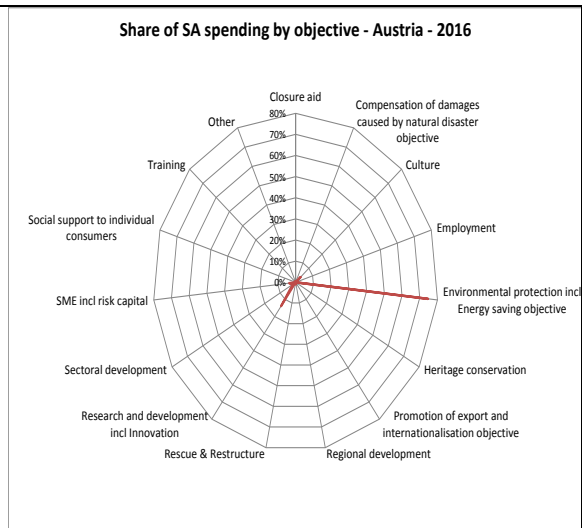 Share of SA spending by objective - Austria - 2016
Closure aid
Compensation of damages
caused by natural disaster
objective
Culture
Employment
Environmental protection incl
Energy saving objective
Heritage conservation
Promotion of export and
internationalisation objective
Regional development
Rescue & Restructure
Research and development
incl Innovation
Sectoral development
SME incl risk capital
Social support to individual
consumers
Training
Other
80%
70%
60%
50%
40%
30%
20%
10%
0%